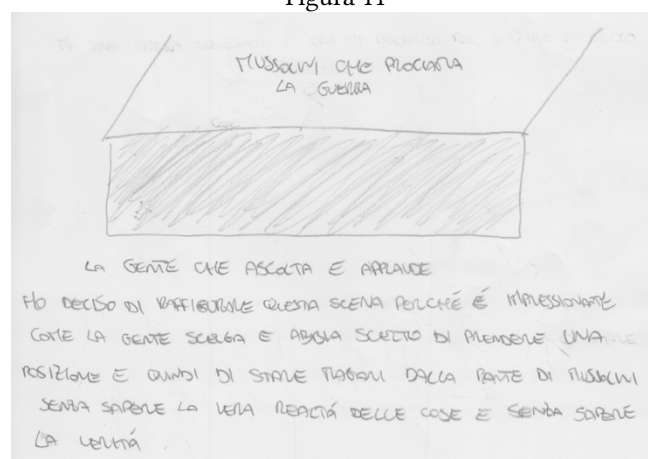 Figura 11
MUSSOLINI CHE PROCLAMA
LA GUERRA
LA GENTE CHE ASCOLTA E APPLAUDE
HO DECISO DI RAFFIGURARE QUESTA SCENA PERCHÉ É IMPRESSIONANTE
COME LA GENTE SCELGA E ABBIA SCELTO DI PRENDERE UNA
POSIZIONE E QUINDI DI STARE MAGARI DALLA PARTE DI MUSSOLINI
SENZA SAPERE LA VERA REALTÁ DELLE COSE E SENZA SAPERE
LA VERITÁ